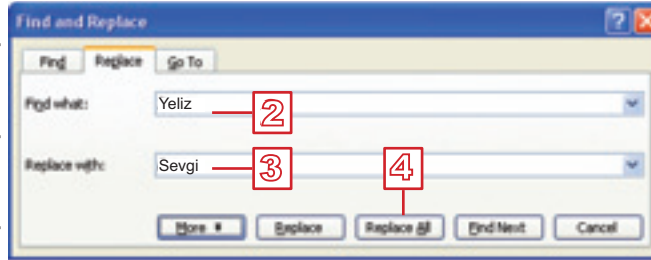 Find and Replace
Find Replace Go To
Find what: Yeliz
2
Replace with: Sevgi
3
4
More Replace Replace All Find Next Cancel